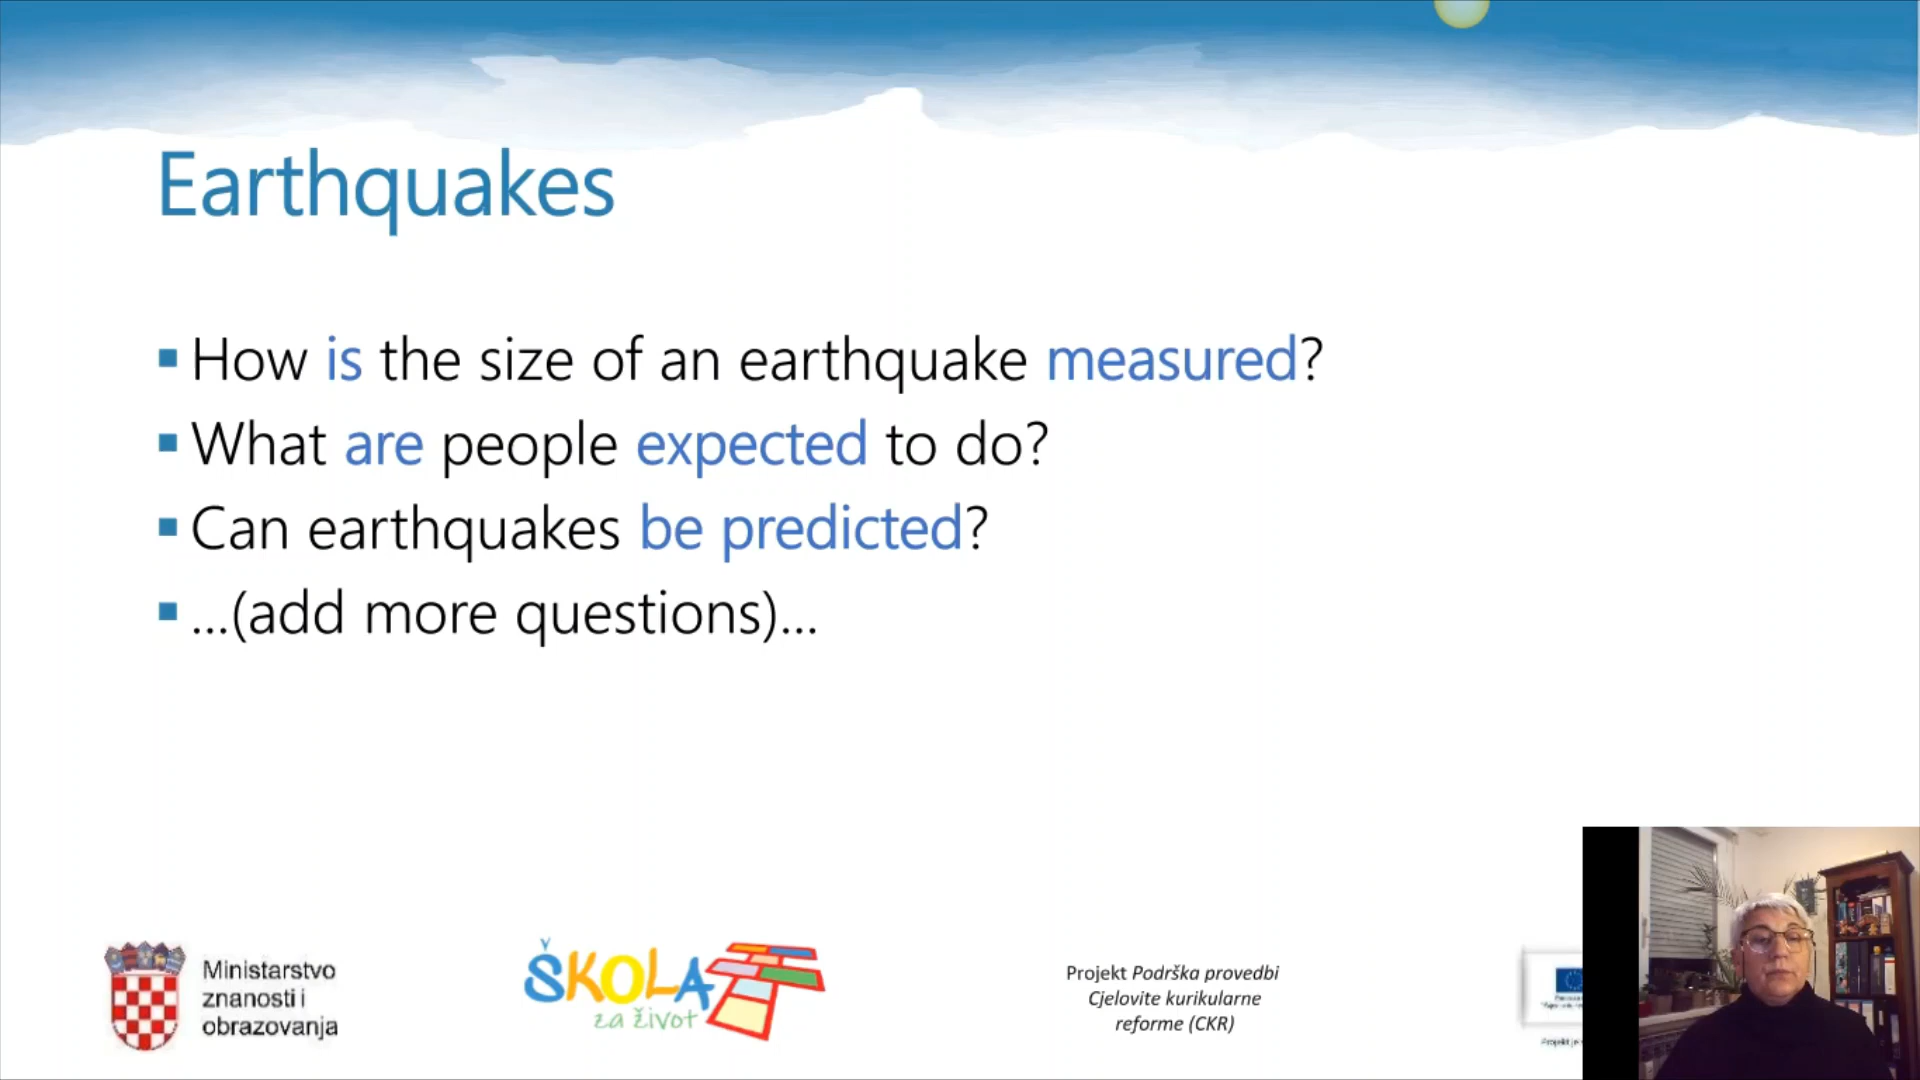 Earthquakes
How is the size of an earthquake measured?
What are people expected to do?
Can earthquakes be predicted?
...(add more questions)...
Ministarstvo
znanosti i
obrazovanja
ŠKOLA
za život
Projekt Podrška provedbi
Cjelovite kurikularne
reforme (CKR)